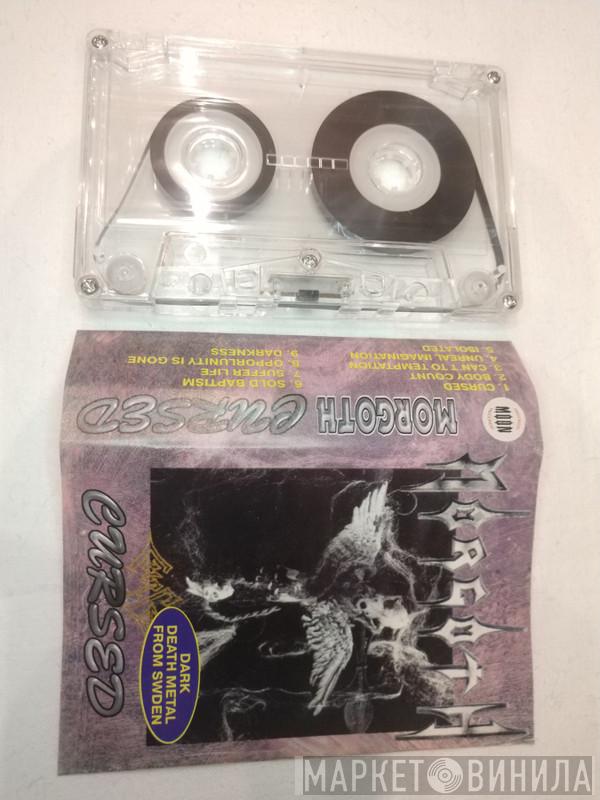 1. CURSED
2. BODY COUNT
3. CAN'T TO TEMPTATION
4. UNREAL IMAGINATION
5. ISOLATED
6. SOLD BAPTISM
7. SUFFER LIFE
8. OPPORLUNITY IS GONE
9. DARKNESS
MOON
MORGOTH CURSED
MORGOTH
CURSED
DARK
DEATH METAL
FROM SWDEN
МАРКЕТ ВИНИЛА